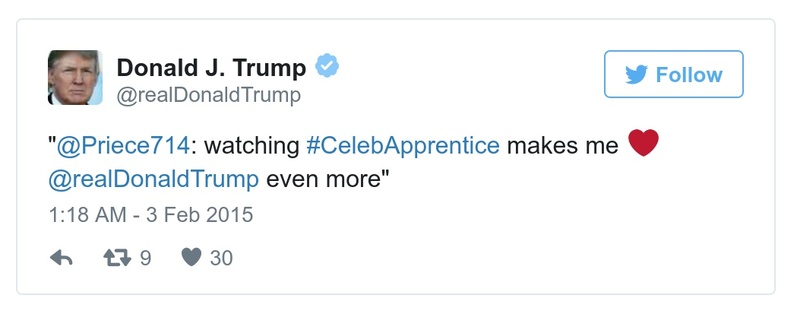 Donald J. Trump
@realDonaldTrump
Follow
"@Priece714: watching #CelebApprentice makes me ❤️
@realDonaldTrump even more"
1:18 AM - 3 Feb 2015
9 30